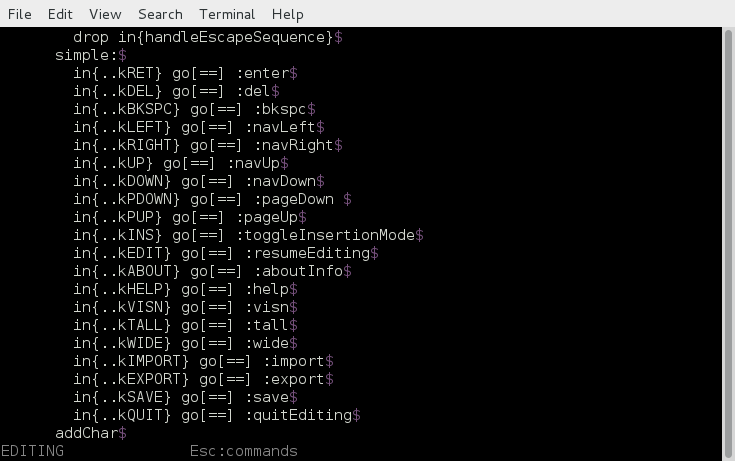 File Edit View Search Terminal Help
drop in{handleEscapeSequence}$
simple:$
in{..kRET} go[==] :enter$
in{..kDEL} go[==] :del$
in{..kBKSPC} go[==] :bkspc$
in{..kLEFT} go[==] :navLeft$
in{..kRIGHT} go[==] :navRight$
in{..kUP} go[==] :navUp$
in{..kDOWN} go[==] :navDown$
in{..kPDOWN} go[==] :pageDown $
in{..kPUP} go[==] :pageUp$
in{..kINS} go[==] :toggleInsertionMode$
in{..kEDIT} go[==] :resumeEditing$
in{..kABOUT} go[==] :aboutInfo$
in{..kHELP} go[==] :help$
in{..kVISN} go[==] :visn$
in{..kTALL} go[==] :tall$
in{..kWIDE} go[==] :wide$
in{..kIMPORT} go[==] :import$
in{..kEXPORT} go[==] :export$
in{..kSAVE} go[==] :save$
in{..kQUIT} go[==] :quitEditing$
addChar$
EDITING Esc:commands